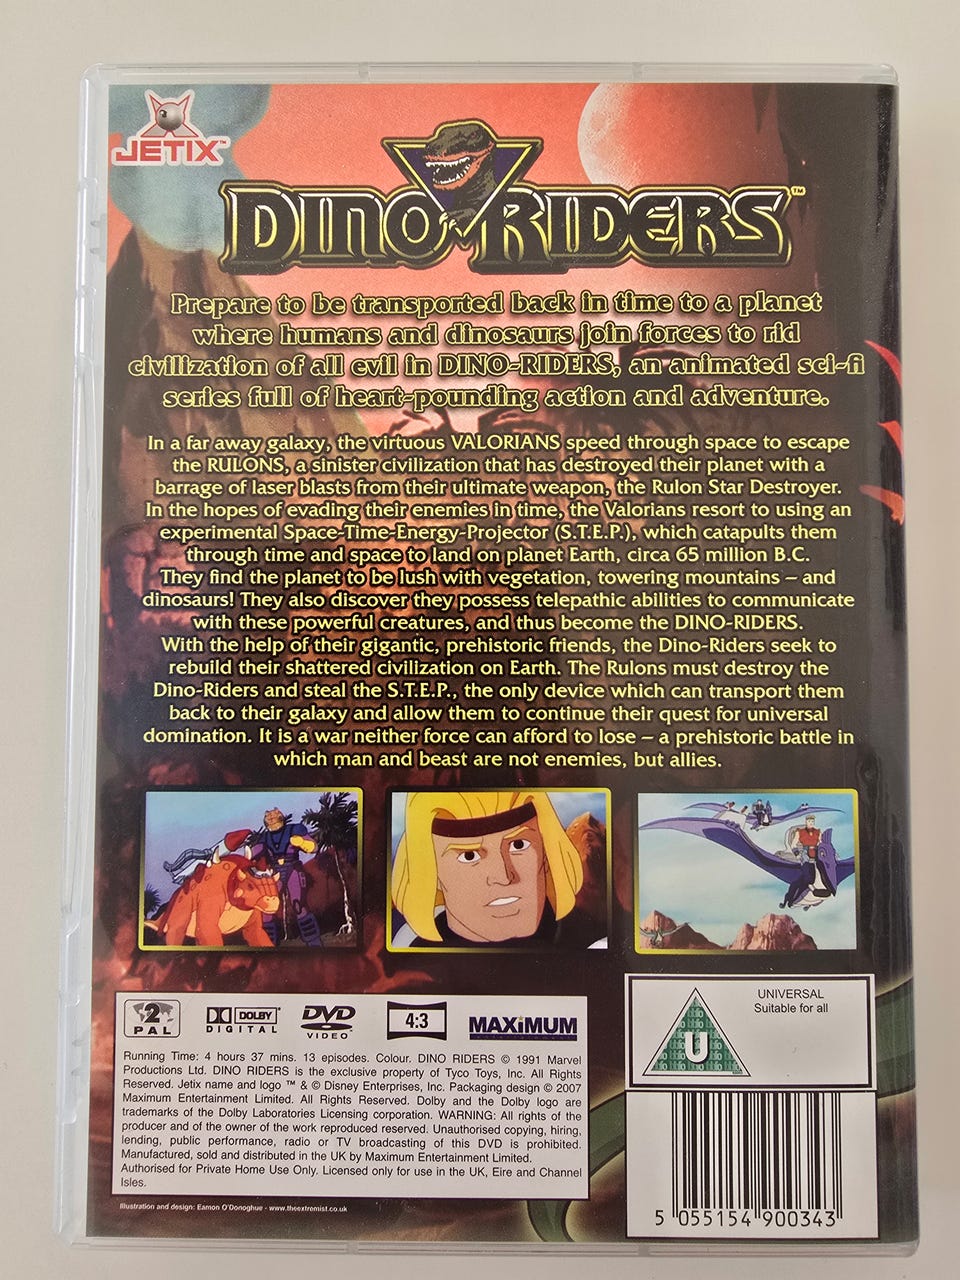 JETIX™
DINO RIDERS™
Prepare to be transported back in time to a planet
where humans and dinosaurs join forces to rid
civilization of all evil in DINO-RIDERS, an animated sci-fi
series full of heart-pounding action and adventure.
In a far away galaxy, the virtuous VALORIANS speed through space to escape
the RULONS, a sinister civilization that has destroyed their planet with a
barrage of laser blasts from their ultimate weapon, the Rulon Star Destroyer.
In the hopes of evading their enemies in time, the Valorians resort to using an
experimental Space-Time-Energy-Projector (S.T.E.P.), which catapults them
through time and space to land on planet Earth, circa 65 million B.C.
They find the planet to be lush with vegetation, towering mountains – and
dinosaurs! They also discover they possess telepathic abilities to communicate
with these powerful creatures, and thus become the DINO-RIDERS.
With the help of their gigantic, prehistoric friends, the Dino-Riders seek to
rebuild their shattered civilization on Earth. The Rulons must destroy the
Dino-Riders and steal the S.T.E.P., the only device which can transport them
back to their galaxy and allow them to continue their quest for universal
domination. It is a war neither force can afford to lose – a prehistoric battle in
which man and beast are not enemies, but allies.
2 PAL
DOLBY DIGITAL
DVD VIDEO
4:3
MAXIMUM
Running Time: 4 hours 37 mins. 13 episodes. Colour. DINO RIDERS © 1991 Marvel
Productions Ltd. DINO RIDERS is the exclusive property of Tyco Toys, Inc. All Rights
Reserved. Jetix name and logo ™ & © Disney Enterprises, Inc. Packaging design © 2007
Maximum Entertainment Limited. All Rights Reserved. Dolby and the Dolby logo are
trademarks of the Dolby Laboratories Licensing corporation. WARNING: All rights of the
producer and of the owner of the work reproduced reserved. Unauthorised copying, hiring,
lending, public performance, radio or TV broadcasting of this DVD is prohibited.
Manufactured, sold and distributed in the UK by Maximum Entertainment Limited.
Authorised for Private Home Use Only. Licensed only for use in the UK, Eire and Channel
Isles.
Illustration and design: Eamon O'Donoghue - www.theextremist.co.uk
U
UNIVERSAL
Suitable for all
5 055154 900343